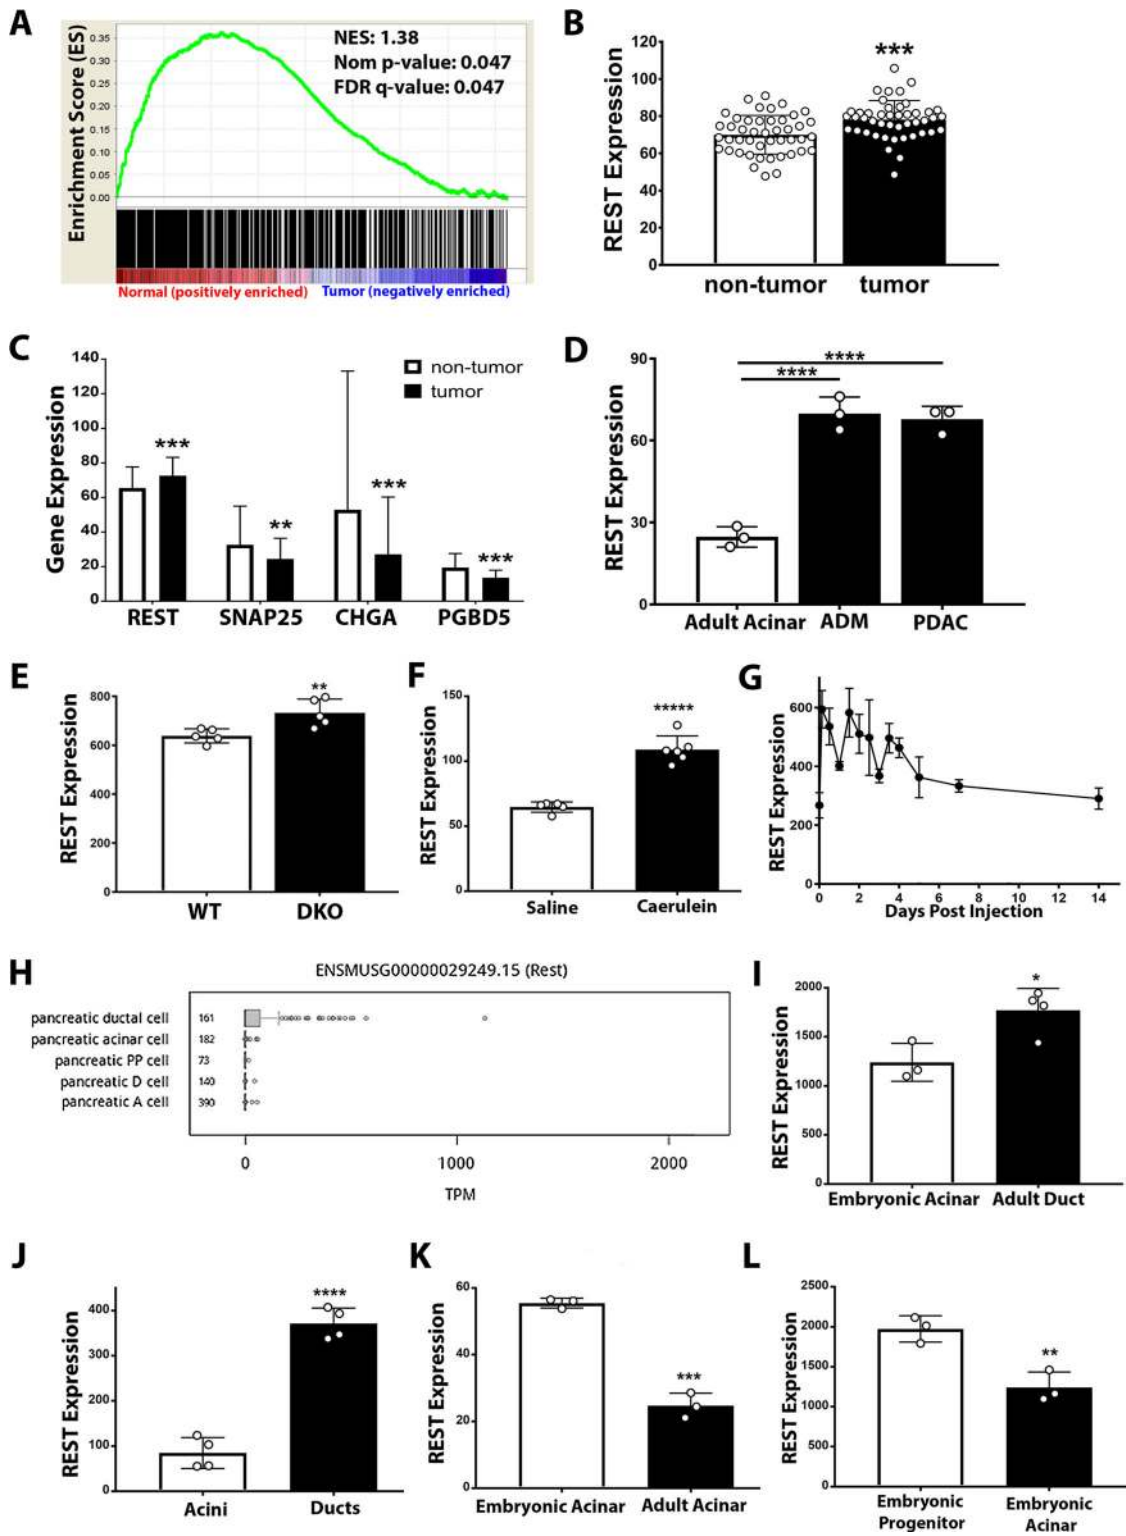 A
Enrichment Score (ES)
0.35
0.30
0.25
0.20
0.15
0.10
0.05
0.00
NES: 1.38
Nom p-value: 0.047
FDR q-value: 0.047
Normal (positively enriched)
Tumor (negatively enriched)
B
REST Expression
120
100
80
60
40
20
0
***
non-tumor
tumor
C
Gene Expression
140
120
100
80
60
40
20
0
non-tumor
tumor
***
**
***
***
REST
SNAP25
CHGA
PGBD5
D
REST Expression
90
60
30
0
****
****
Adult Acinar
ADM
PDAC
E
REST Expression
800
600
400
200
0
**
WT
DKO
F
REST Expression
150
100
50
0
*****
Saline
Caerulein
G
REST Expression
600
400
200
0
0 2 4 6 8 10 12 14
Days Post Injection
H
ENSMUSG00000029249.15 (Rest)
pancreatic ductal cell 161
pancreatic acinar cell 182
pancreatic PP cell 73
pancreatic D cell 140
pancreatic A cell 390
0 1000 2000
TPM
I
REST Expression
2000
1500
1000
500
0
*
Embryonic Acinar
Adult Duct
J
REST Expression
400
300
200
100
0
****
Acini
Ducts
K
REST Expression
60
40
20
0
***
Embryonic Acinar
Adult Acinar
L
REST Expression
2500
2000
1500
1000
500
0
**
Embryonic
Progenitor
Embryonic
Acinar